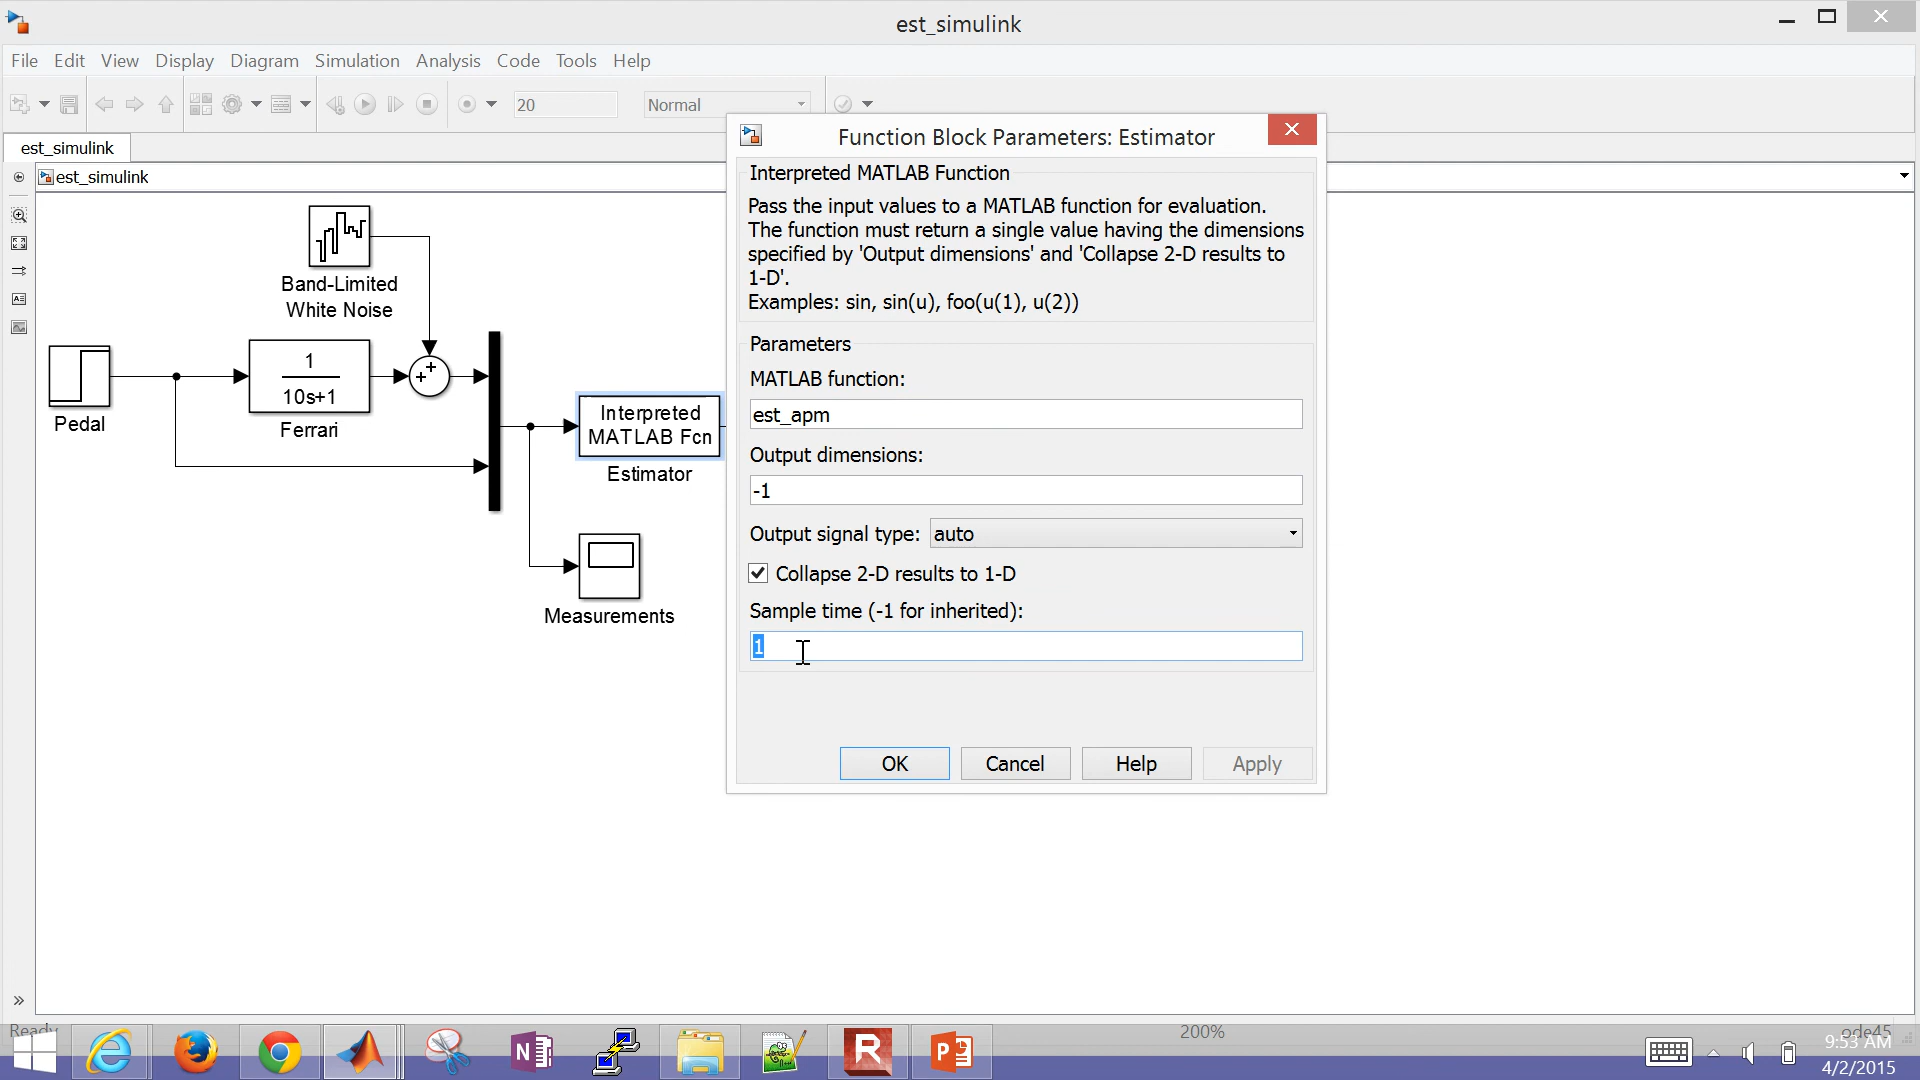 est_simulink
File Edit View Display Diagram Simulation Analysis Code Tools Help
20
Normal
est_simulink
est_simulink
Band-Limited
White Noise
Pedal
1
10s+1
Ferrari
+
+
Interpreted
MATLAB Fcn
Estimator
Measurements
Function Block Parameters: Estimator
Interpreted MATLAB Function
Pass the input values to a MATLAB function for evaluation.
The function must return a single value having the dimensions
specified by 'Output dimensions' and 'Collapse 2-D results to
1-D'.
Examples: sin, sin(u), foo(u(1), u(2))
Parameters
MATLAB function:
est_apm
Output dimensions:
-1
Output signal type: auto
Collapse 2-D results to 1-D
Sample time (-1 for inherited):
1
OK Cancel Help Apply
Ready
200%
ode45
N
R
P
9:53 AM
4/2/2015